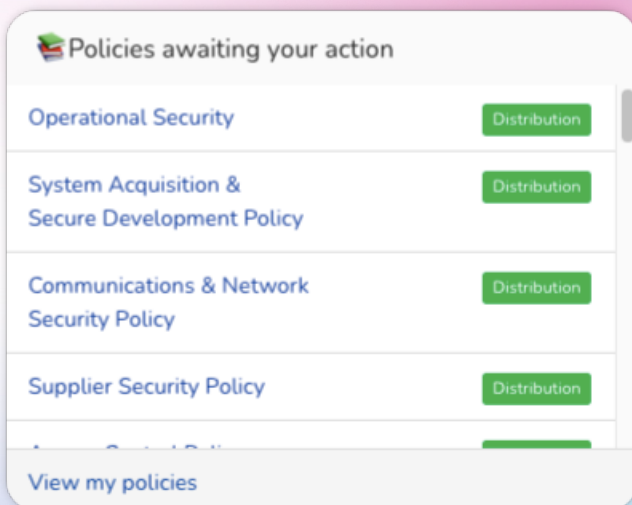 Policies awaiting your action
Operational Security
Distribution
System Acquisition &
Secure Development Policy
Distribution
Communications & Network
Security Policy
Distribution
Supplier Security Policy
Distribution
View my policies